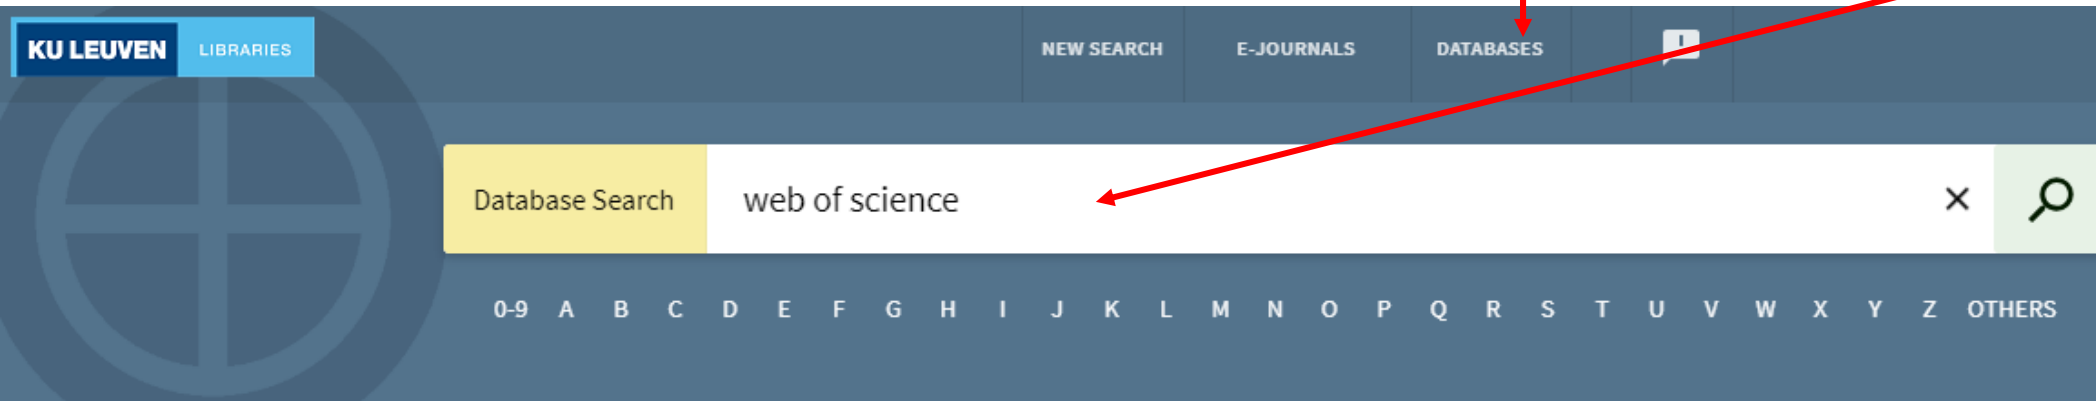 KU LEUVEN LIBRARIES NEW SEARCH E-JOURNALS DATABASES
Database Search web of science
0-9 A B C D E F G H I J K L M N O P Q R S T U V W X Y Z OTHERS